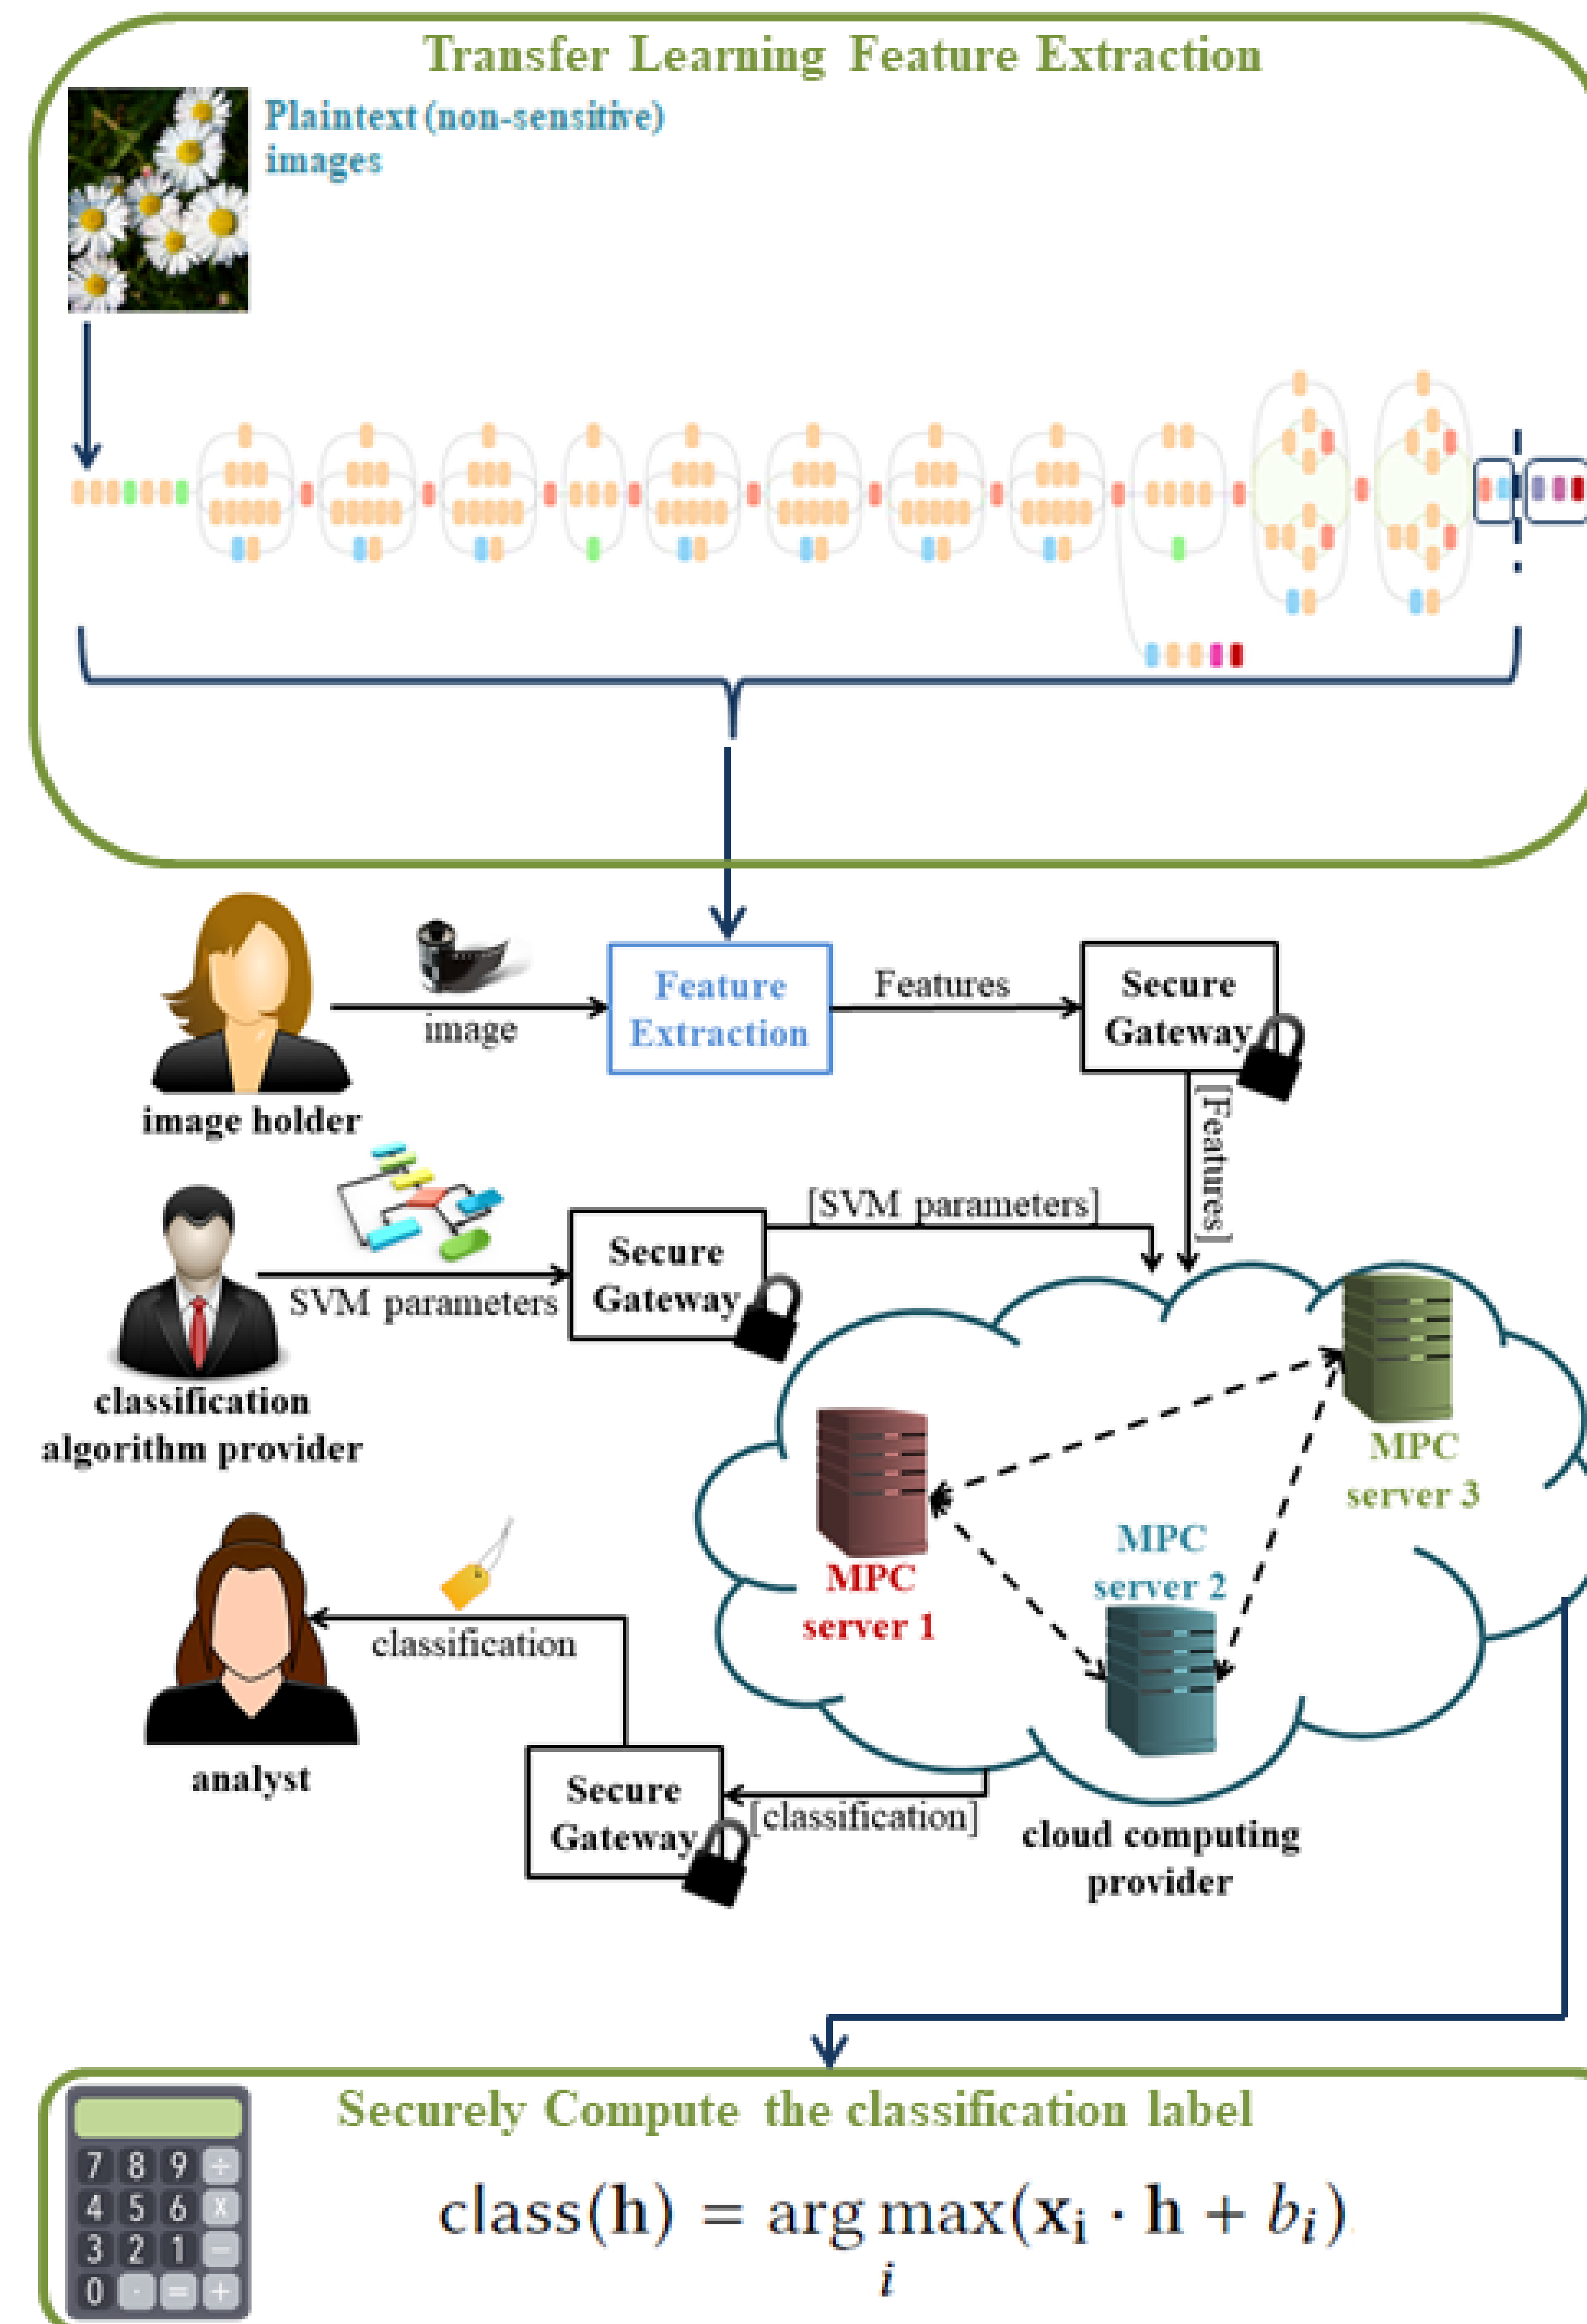 Transfer Learning Feature Extraction
Plaintext (non-sensitive)
images
image
Feature
Extraction
Features
Secure
Gateway
image holder
[Features]
[SVM parameters]
Secure
Gateway
SVM parameters
classification
algorithm provider
MPC
server 3
MPC
server 2
MPC
server 1
classification
analyst
Secure
Gateway
[classification]
cloud computing
provider
Securely Compute the classification label
7 8 9 ÷
4 5 6 X
3 2 1 −
0 · = +
class(h) = arg max(x_i · h + b_i)
i